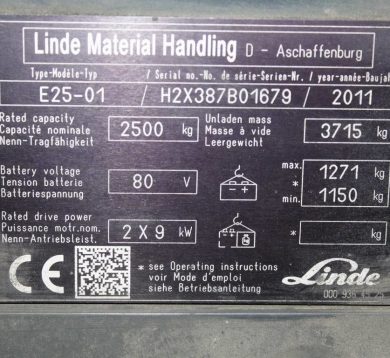 Linde Material Handling D - Aschaffenburg
Type-Modèle-Typ / Serial no.-No. de série-Serien-Nr. / year-année-Baujah
E25-01 / H2X387B01679 / 2011
Rated capacity
Capacité nominale
Nenn-Tragfähigkeit
2500 kg
Unladen mass
Masse à vide
Leergewicht
3715 kg
Battery voltage
Tension batterie
Batteriespannung
80 V
max. 1271 kg
*
min. 1150 kg
Rated drive power
Puissance motr.nom.
Nenn-Antriebsleist.
2 X 9 kW
* kg
CE
* see Operating instructions
voir Mode d'emploi
siehe Betriebsanleitung
Linde